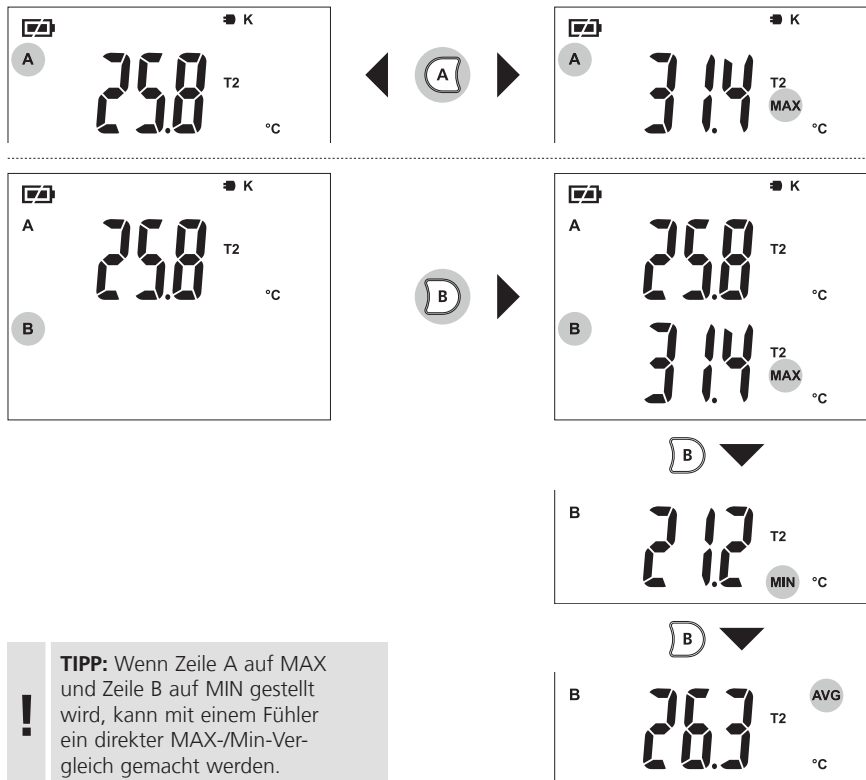 K
A
25.8
T2
°C
A
K
A
31.4
T2
MAX
°C
K
A
25.8
T2
°C
B
B
K
A
25.8
T2
°C
B
31.4
T2
MAX
°C
B
B
21.2
T2
MIN °C
B
B
AVG
26.3
T2
°C
!
TIPP: Wenn Zeile A auf MAX
und Zeile B auf MIN gestellt
wird, kann mit einem Fühler
ein direkter MAX-/Min-Ver-
gleich gemacht werden.